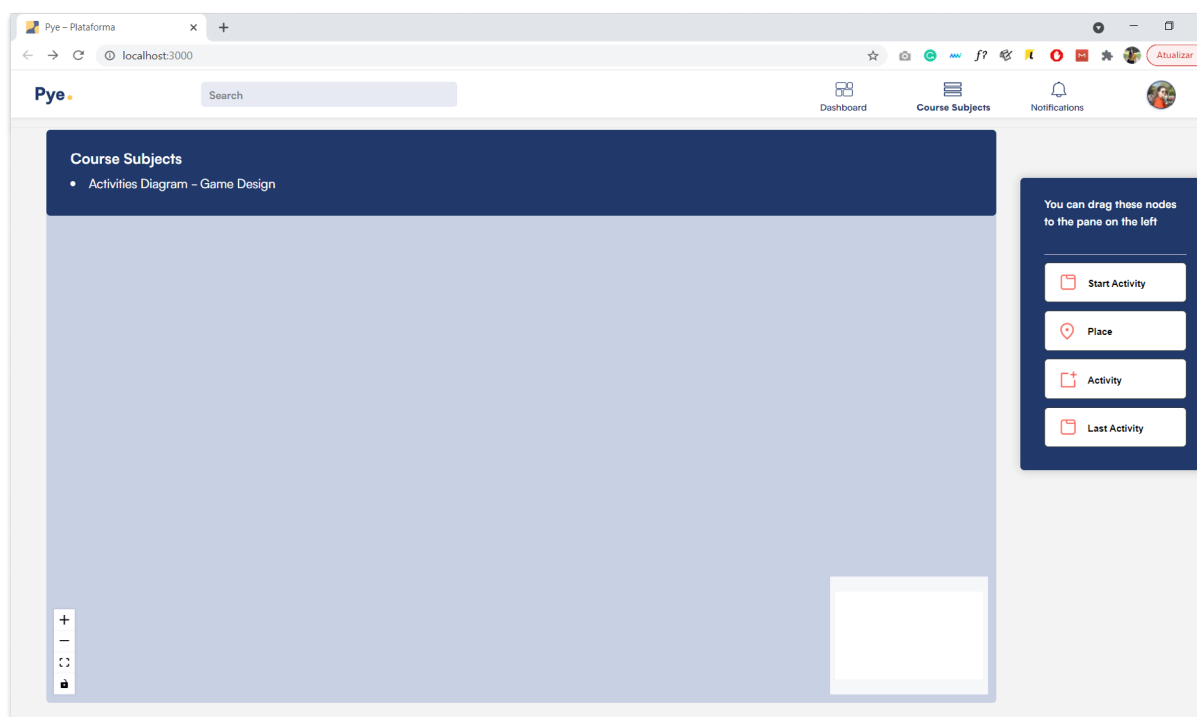 Pye – Plataforma
localhost:3000
Atualizar
Pye.
Search
Dashboard
Course Subjects
Notifications
Course Subjects
• Activities Diagram – Game Design
You can drag these nodes
to the pane on the left
Start Activity
Place
Activity
Last Activity